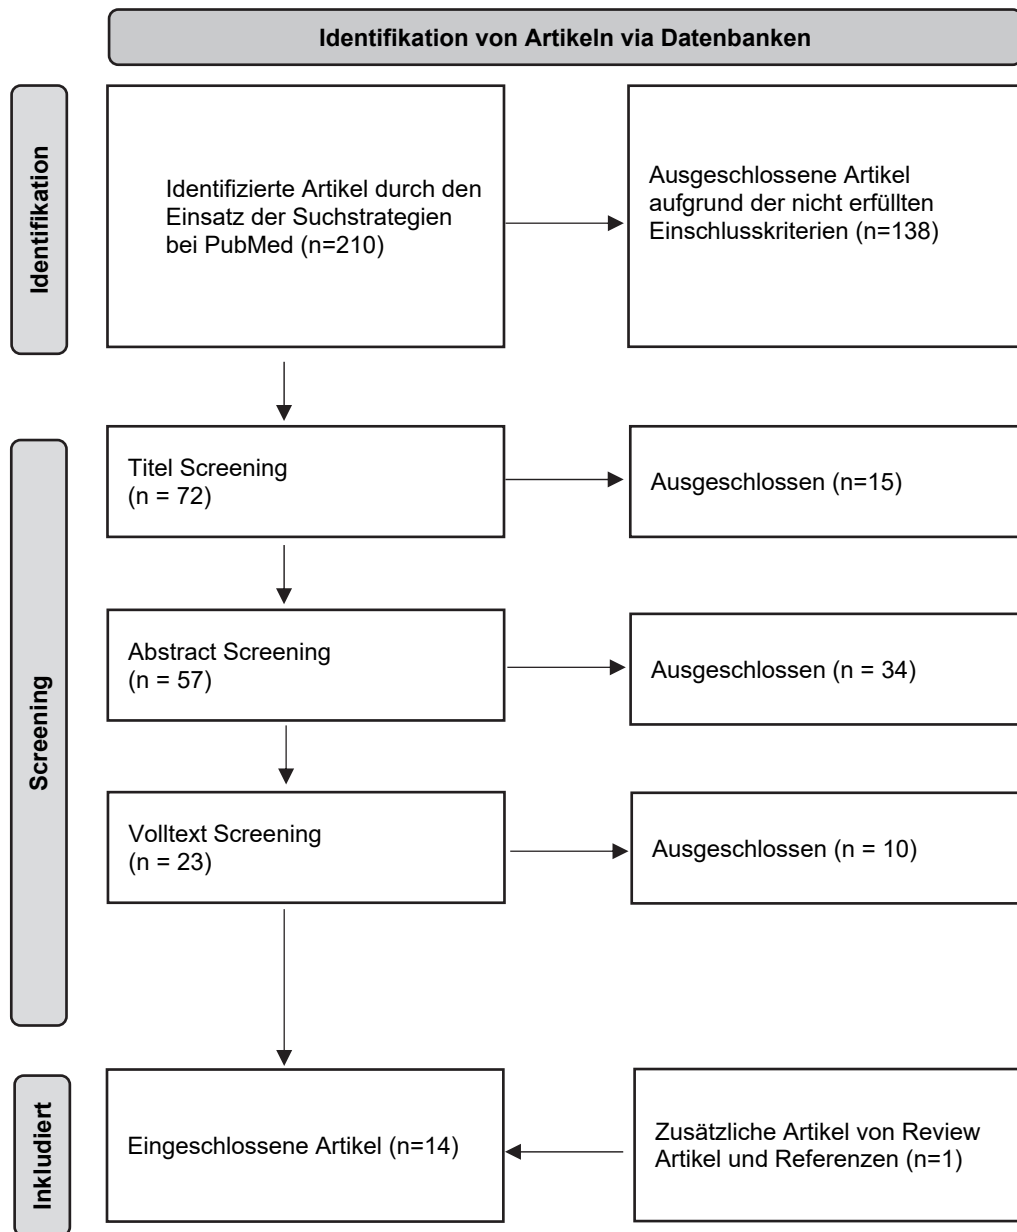 Identifikation von Artikeln via Datenbanken
Identifikation
Identifizierte Artikel durch den
Einsatz der Suchstrategien
bei PubMed (n=210)
Ausgeschlossene Artikel
aufgrund der nicht erfüllten
Einschlusskriterien (n=138)
Screening
Titel Screening
(n = 72)
Ausgeschlossen (n=15)
Abstract Screening
(n = 57)
Ausgeschlossen (n = 34)
Volltext Screening
(n = 23)
Ausgeschlossen (n = 10)
Inkludiert
Eingeschlossene Artikel (n=14)
Zusätzliche Artikel von Review
Artikel und Referenzen (n=1)